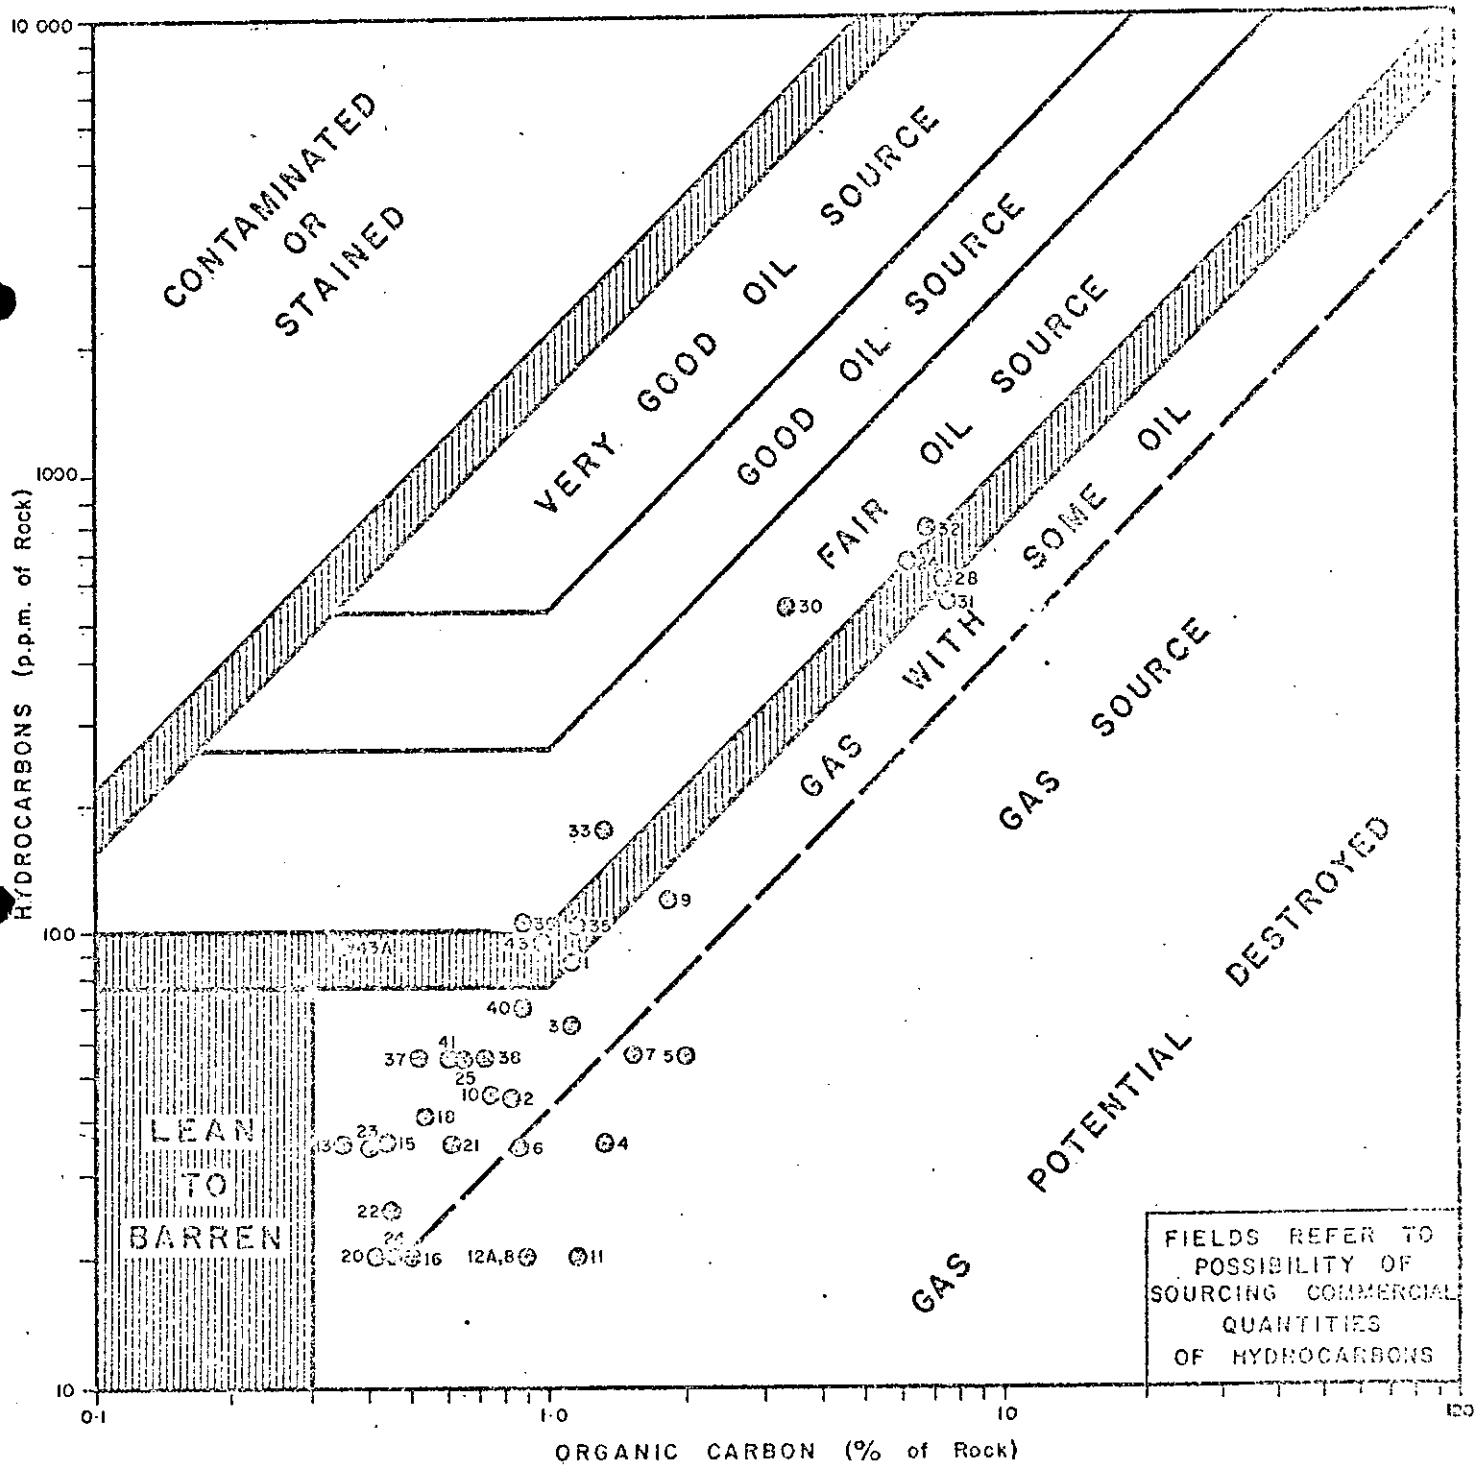 10 000
1000
100
10
HYDROCARBONS (p.p.m. of Rock)
CONTAMINATED
OR
STAINED
VERY GOOD OIL SOURCE
GOOD OIL SOURCE
FAIR OIL SOURCE
GAS WITH SOME OIL
GAS SOURCE
GAS POTENTIAL DESTROYED
LEAN
TO
BARREN
32
28
31
30
33
9
35
43
43A
1
40
3
41
37
38
7
5
25
10
2
18
23
13
15
21
6
4
22
24
20
16
12A,8
11
FIELDS REFER TO
POSSIBILITY OF
SOURCING COMMERCIAL
QUANTITIES
OF HYDROCARBONS
0·1
1·0
10
ORGANIC CARBON (% of Rock)